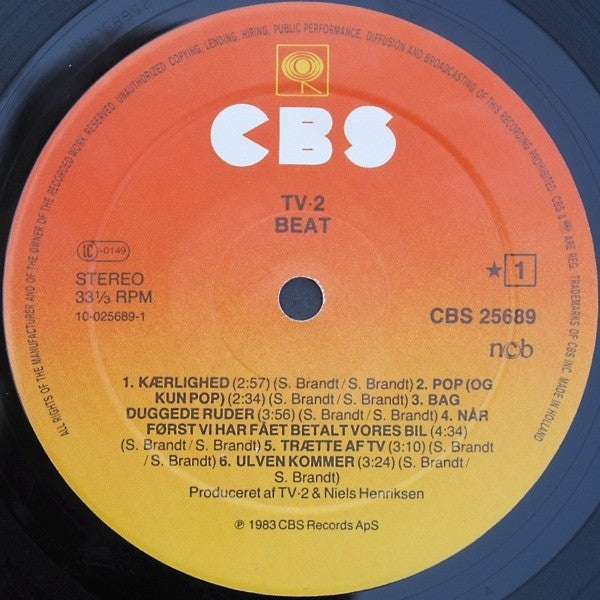 ALL RIGHTS OF THE MANUFACTURER AND OF THE OWNER OF THE RECORDED WORK RESERVED. UNAUTHORIZED COPYING, LENDING, HIRING, PUBLIC PERFORMANCE, DIFFUSION AND BROADCASTING OF THIS RECORDING PROHIBITED. CBS & ARE REG. TRADEMARKS OF CBS INC. MADE IN HOLLAND
CBS
TV·2
BEAT
LC-0149
STEREO
33⅓ RPM
10-025689-1
★ 1
CBS 25689
ncb
1. KÆRLIGHED (2:57) (S. Brandt / S. Brandt) 2. POP (OG
KUN POP) (2:34) (S. Brandt / S. Brandt) 3. BAG
DUGGEDE RUDER (3:56) (S. Brandt / S. Brandt) 4. NÅR
FØRST VI HAR FÅET BETALT VORES BIL (4:34)
(S. Brandt / S. Brandt) 5. TRÆTTE AF TV (3:10) (S. Brandt
/ S. Brandt) 6. ULVEN KOMMER (3:24) (S. Brandt /
S. Brandt)
Produceret af TV·2 & Niels Henriksen
℗ 1983 CBS Records ApS